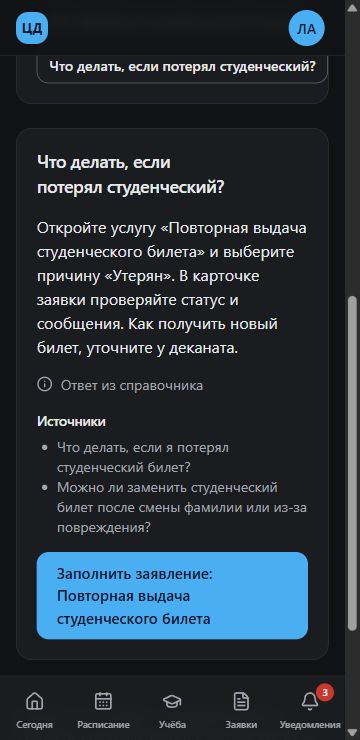 ЦД
ЛА
Что делать, если потерял студенческий?
Что делать, если
потерял студенческий?
Откройте услугу «Повторная выдача
студенческого билета» и выберите
причину «Утерян». В карточке
заявки проверяйте статус и
сообщения. Как получить новый
билет, уточните у деканата.
Ответ из справочника
Источники
Что делать, если я потерял
студенческий билет?
Можно ли заменить студенческий
билет после смены фамилии или из-за
повреждения?
Заполнить заявление:
Повторная выдача
студенческого билета
3
Сегодня
Расписание
Учёба
Заявки
Уведомления